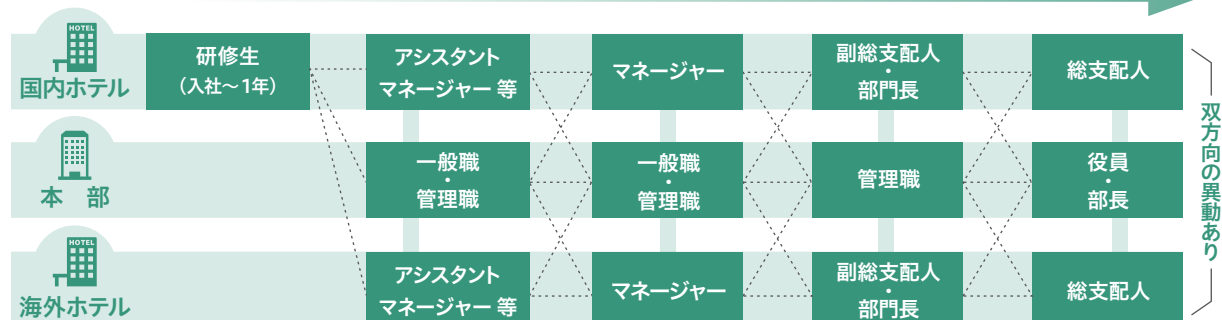 HOTEL
国内ホテル
研修生
（入社～1年）
アシスタント
マネージャー 等
マネージャー
副総支配人
・
部門長
総支配人
本 部
一般職
・
管理職
一般職
・
管理職
管理職
役員
・
部長
HOTEL
海外ホテル
アシスタント
マネージャー 等
マネージャー
副総支配人
・
部門長
総支配人
双方向の異動あり